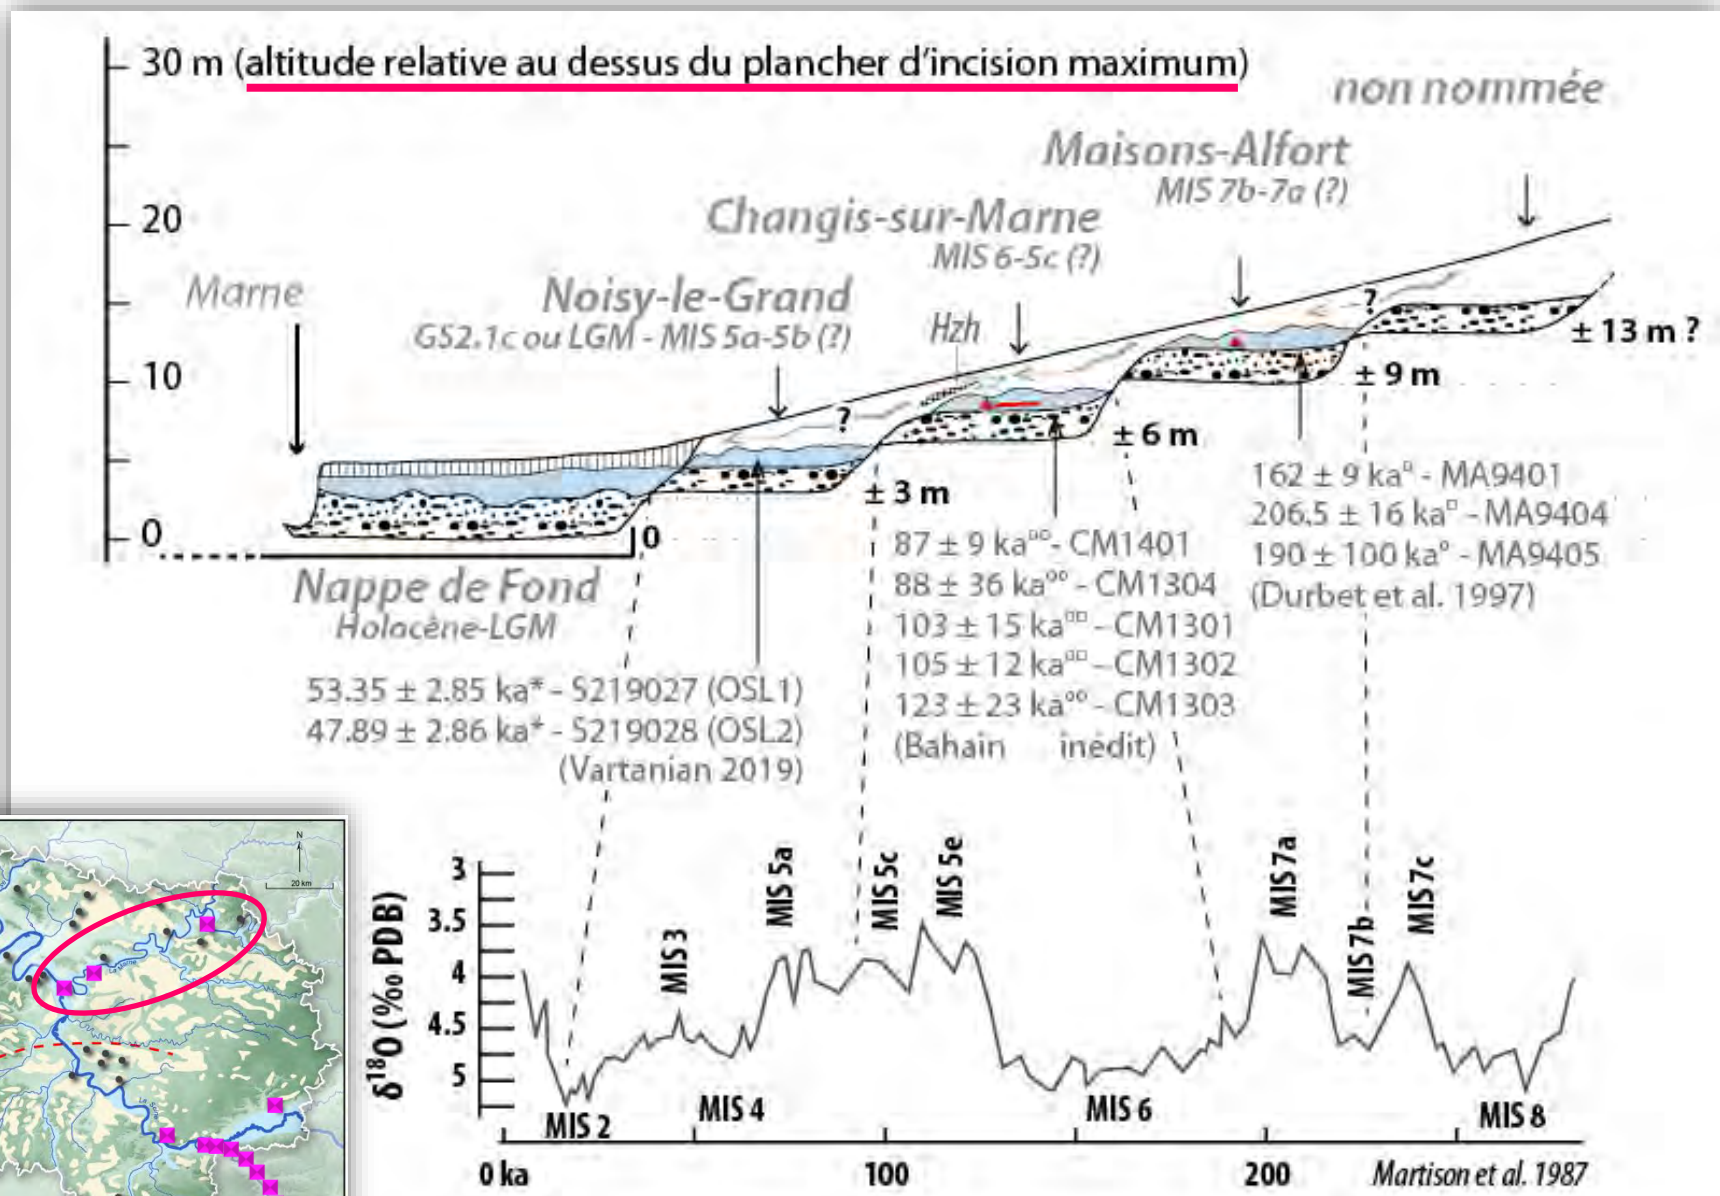 30 m (altitude relative au dessus du plancher d'incision maximum)
non nommée
Maisons-Alfort
MIS 7b-7a (?)
20
Changis-sur-Marne
MIS 6-5c (?)
Marne
Noisy-le-Grand
GS2.1c ou LGM - MIS 5a-5b (?)
Hzh
?
± 13 m ?
10
± 9 m
?
± 6 m
± 3 m
0
0
Nappe de Fond
Holocène-LGM
53.35 ± 2.85 ka* - S219027 (OSL1)
47.89 ± 2.86 ka* - S219028 (OSL2)
(Vartanian 2019)
87 ± 9 ka□□- CM1401
88 ± 36 ka°° - CM1304
103 ± 15 ka□□ - CM1301
105 ± 12 ka□□ - CM1302
123 ± 23 ka°° - CM1303
(Bahain inédit)
162 ± 9 ka□ - MA9401
206.5 ± 16 ka□ - MA9404
190 ± 100 ka° - MA9405
(Durbet et al. 1997)
N
20 km
La Marne
δ18O (‰ PDB)
3
3.5
4
4.5
5
MIS 3
MIS 5a
MIS 5c
MIS 5e
MIS 7a
MIS 7b
MIS 7c
MIS 2
MIS 4
MIS 6
MIS 8
0 ka
100
200
Martison et al. 1987